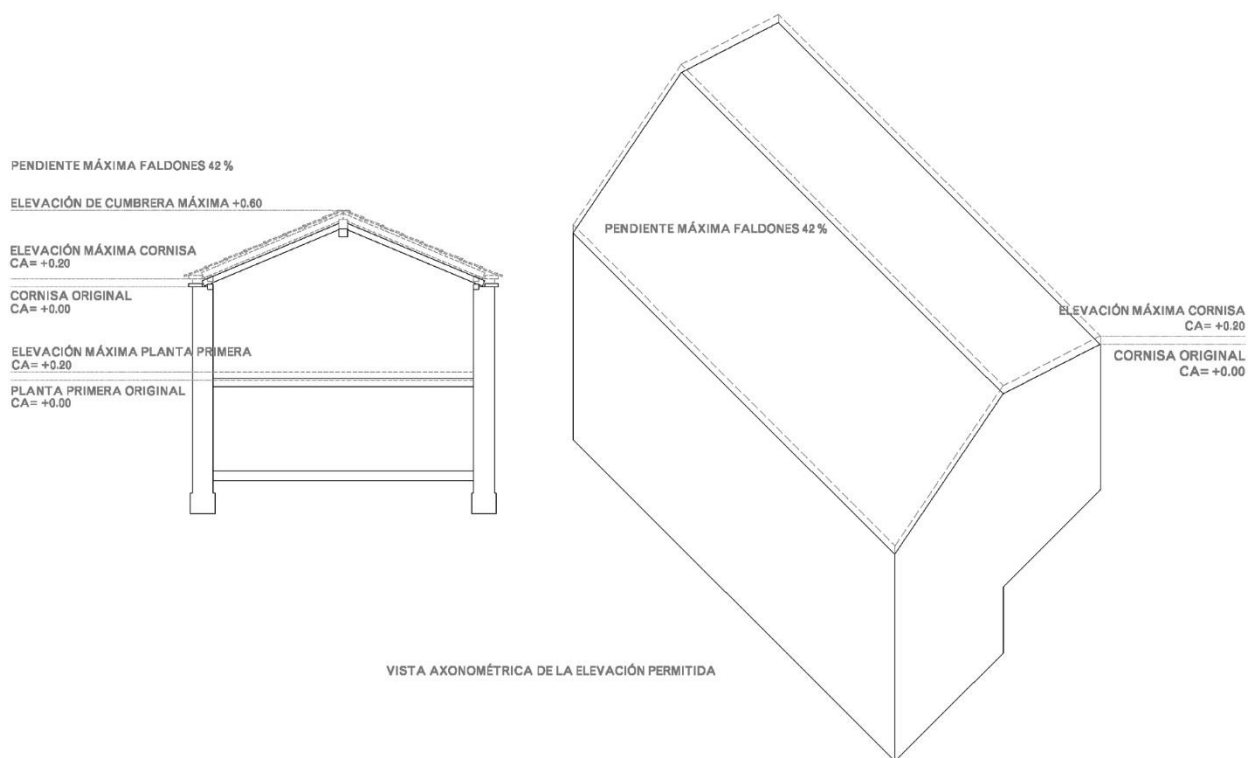 PENDIENTE MÁXIMA FALDONES 42 %
ELEVACIÓN DE CUMBRERA MÁXIMA +0.60
ELEVACIÓN MÁXIMA CORNISA
CA= +0.20
CORNISA ORIGINAL
CA= +0.00
ELEVACIÓN MÁXIMA PLANTA PRIMERA
CA= +0.20
PLANTA PRIMERA ORIGINAL
CA= +0.00
PENDIENTE MÁXIMA FALDONES 42 %
ELEVACIÓN MÁXIMA CORNISA
CA= +0.20
CORNISA ORIGINAL
CA= +0.00
VISTA AXONOMÉTRICA DE LA ELEVACIÓN PERMITIDA